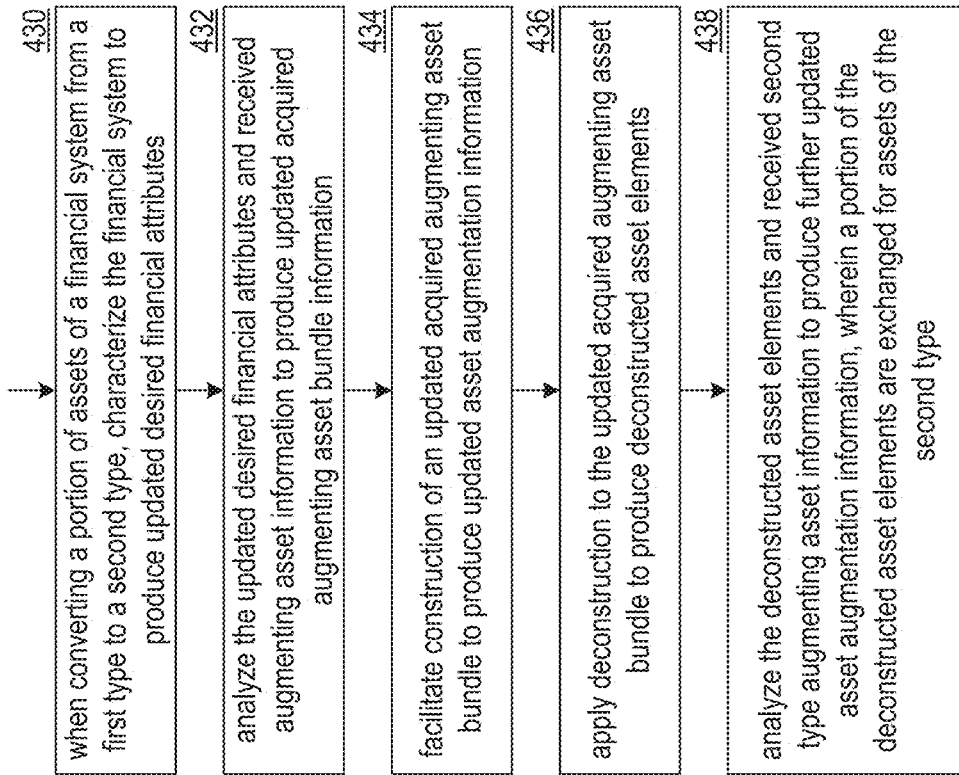 430
when converting a portion of assets of a financial system from a
first type to a second type, characterize the financial system to
produce updated desired financial attributes
432
analyze the updated desired financial attributes and received
augmenting asset information to produce updated acquired
augmenting asset bundle information
434
facilitate construction of an updated acquired augmenting asset
bundle to produce updated asset augmentation information
436
apply deconstruction to the updated acquired augmenting asset
bundle to produce deconstructed asset elements
438
analyze the deconstructed asset elements and received second
type augmenting asset information to produce further updated
asset augmentation information, wherein a portion of the
deconstructed asset elements are exchanged for assets of the
second type